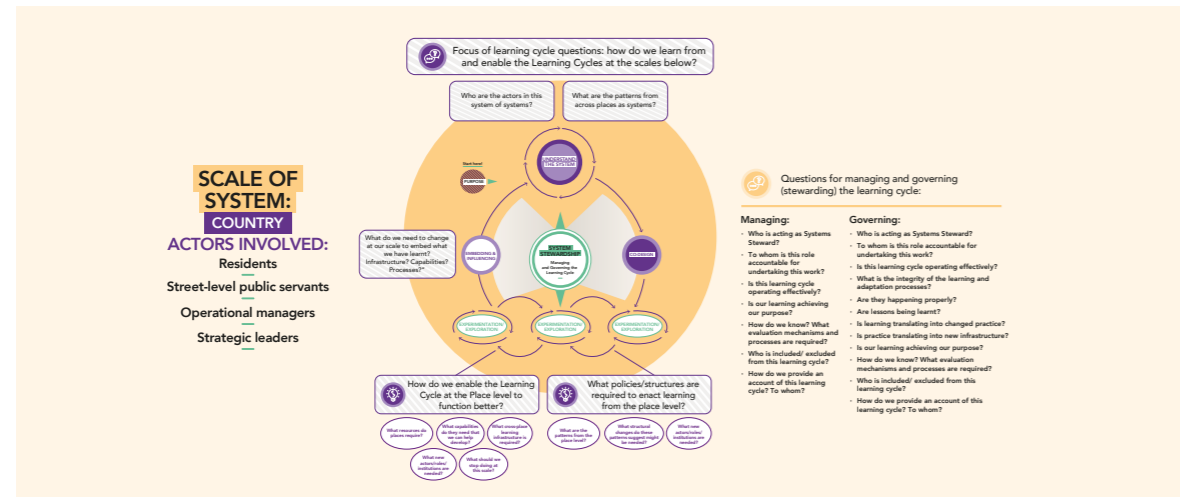 Focus of learning cycle questions: how do we learn from
and enable the Learning Cycles at the scales below?
Who are the actors in this
system of systems?
What are the patterns from
across places as systems?
SCALE OF
SYSTEM:
COUNTRY
ACTORS INVOLVED:
Residents
Street-level public servants
Operational managers
Strategic leaders
Start here!
PURPOSE
UNDERSTAND
THE SYSTEM
What do we need to change
at our scale to embed what
we have learnt?
Infrastructure? Capabilities?
Processes?"
EMBEDDING &
INFLUENCING
SYSTEM
STEWARDSHIP
Managing
and Governing the
Learning Cycle
CO-DESIGN
EXPERIMENTATION/
EXPLORATION
EXPERIMENTATION/
EXPLORATION
EXPERIMENTATION/
EXPLORATION
How do we enable the Learning
Cycle at the Place level to
function better?
What resources do
places require?
What capabilities
do they need that
we can help
develop?
What cross-place
learning
infrastructure is
required?
What new
actors/roles/
institutions are
needed?
What should we
stop doing at
this scale?
What policies/structures are
required to enact learning
from the place level?
What are the
patterns from the
place level?
What structural
changes do these
patterns suggest might
be needed?
What new
actors/roles/
institutions are
needed?
Questions for managing and governing
(stewarding) the learning cycle:
Managing:
- Who is acting as Systems
Steward?
- To whom is this role
accountable for
undertaking this work?
- Is this learning cycle
operating effectively?
- Is our learning achieving
our purpose?
- How do we know? What
evaluation mechanisms and
processes are required?
- Who is included/ excluded
from this learning cycle?
- How do we provide an
account of this learning
cycle? To whom?
Governing:
- Who is acting as Systems Steward?
- To whom is this role accountable for
undertaking this work?
- Is this learning cycle operating effectively?
- What is the integrity of the learning and
adaptation processes?
- Are they happening properly?
- Are lessons being learnt?
- Is learning translating into changed practice?
- Is practice translating into new infrastructure?
- Is our learning achieving our purpose?
- How do we know? What evaluation
mechanisms and processes are required?
- Who is included/ excluded from this
learning cycle?
- How do we provide an account of this
learning cycle? To whom?